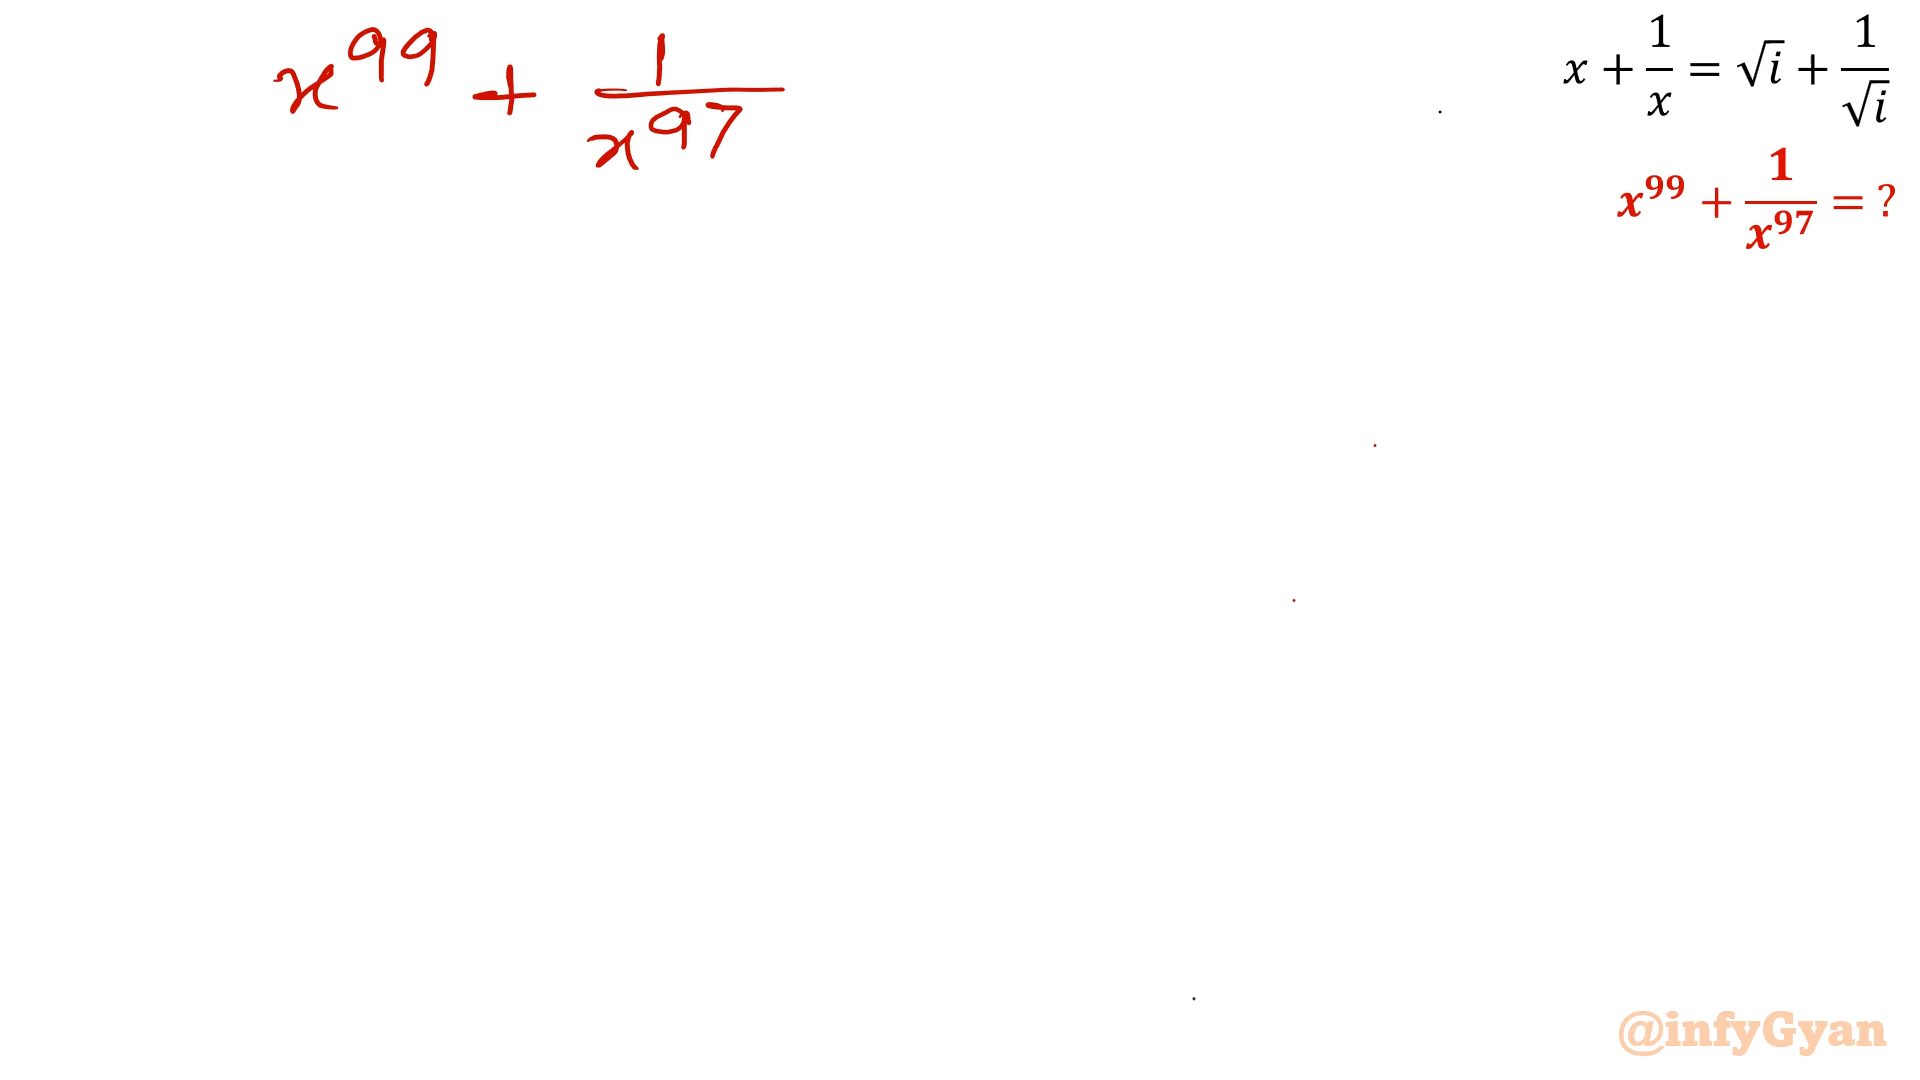 x^99 + 1/x^97
x + 1/x = √i + 1/√i
x^99 + 1/x^97 = ?
@infyGyan